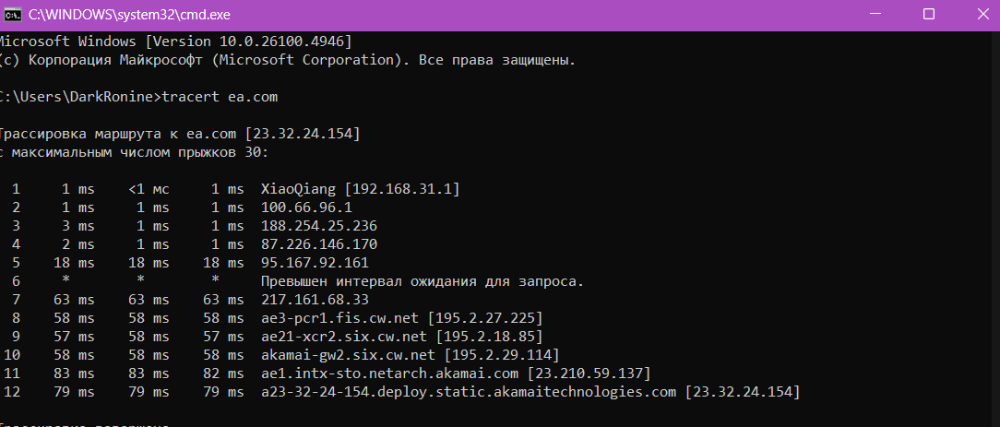 C:\WINDOWS\system32\cmd.exe
Microsoft Windows [Version 10.0.26100.4946]
(c) Корпорация Майкрософт (Microsoft Corporation). Все права защищены.
C:\Users\DarkRonine>tracert ea.com
Трассировка маршрута к ea.com [23.32.24.154]
с максимальным числом прыжков 30:
1 1 ms <1 мс 1 ms XiaoQiang [192.168.31.1]
2 1 ms 1 ms 1 ms 100.66.96.1
3 3 ms 1 ms 1 ms 188.254.25.236
4 2 ms 1 ms 1 ms 87.226.146.170
5 18 ms 18 ms 18 ms 95.167.92.161
6 * * * Превышен интервал ожидания для запроса.
7 63 ms 63 ms 63 ms 217.161.68.33
8 58 ms 58 ms 58 ms ae3-pcr1.fis.cw.net [195.2.27.225]
9 57 ms 58 ms 57 ms ae21-xcr2.six.cw.net [195.2.18.85]
10 58 ms 58 ms 58 ms akamai-gw2.six.cw.net [195.2.29.114]
11 83 ms 83 ms 82 ms ae1.intx-sto.netarch.akamai.com [23.210.59.137]
12 79 ms 79 ms 79 ms a23-32-24-154.deploy.static.akamaitechnologies.com [23.32.24.154]